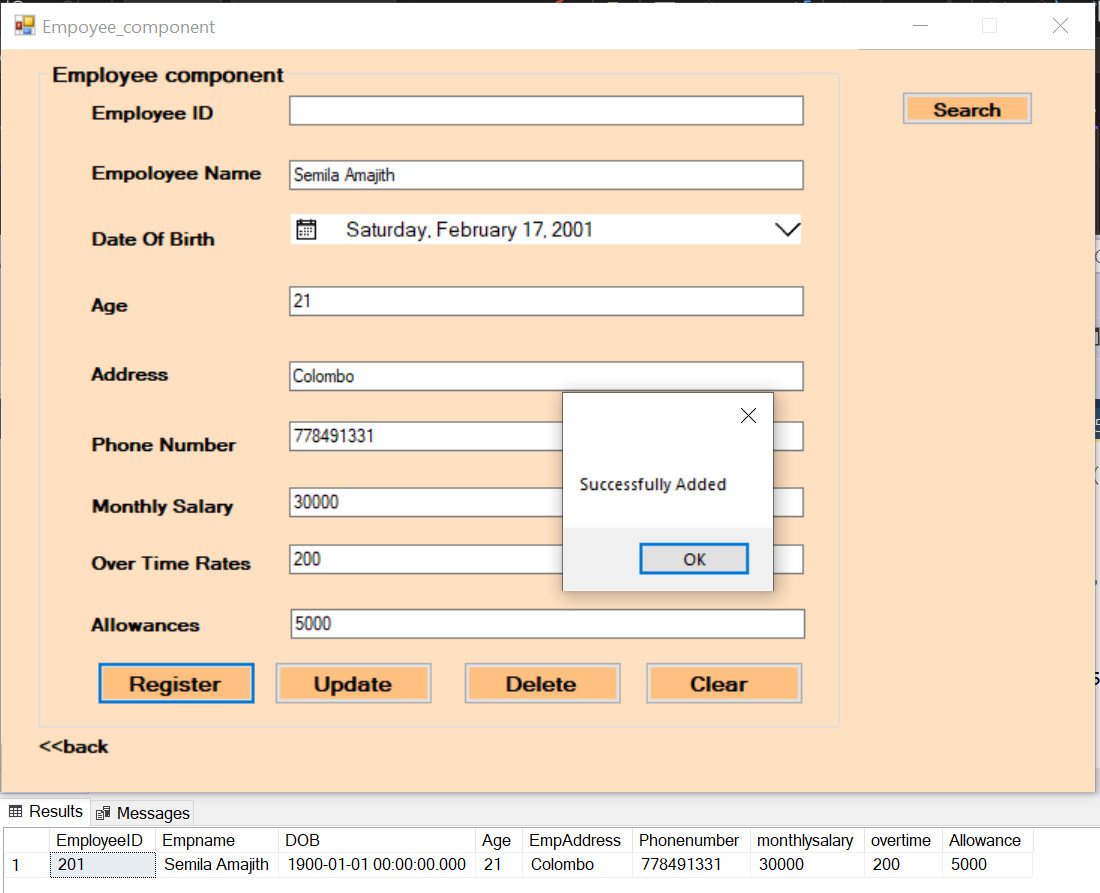 Empoyee_component
Employee component
Employee ID
Search
Empoloyee Name Semila Amajith
Date Of Birth Saturday, February 17, 2001
Age 21
Address Colombo
Phone Number 778491331
Successfully Added
Monthly Salary 30000
OK
Over Time Rates 200
Allowances 5000
Register Update Delete Clear
<<back
Results Messages
EmployeeID Empname DOB Age EmpAddress Phonenumber monthlysalary overtime Allowance
1 201 Semila Amajith 1900-01-01 00:00:00.000 21 Colombo 778491331 30000 200 5000